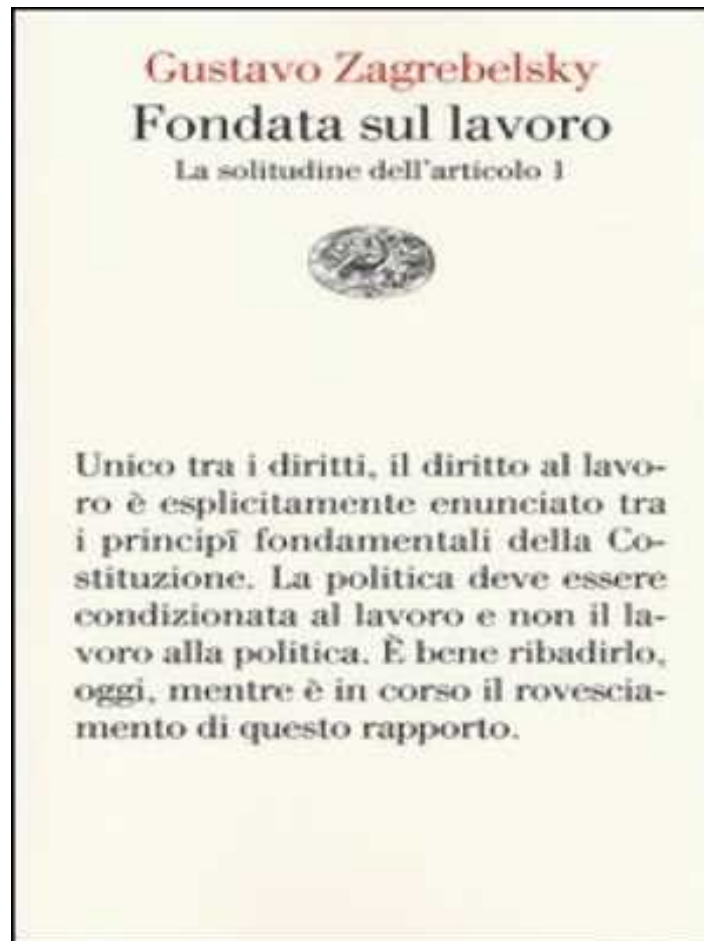 Gustavo Zagrebelsky
Fondata sul lavoro
La solitudine dell'articolo 1
Unico tra i diritti, il diritto al lavo-
ro è esplicitamente enunciato tra
i principî fondamentali della Co-
stituzione. La politica deve essere
condizionata al lavoro e non il la-
voro alla politica. È bene ribadirlo,
oggi, mentre è in corso il rovescia-
mento di questo rapporto.